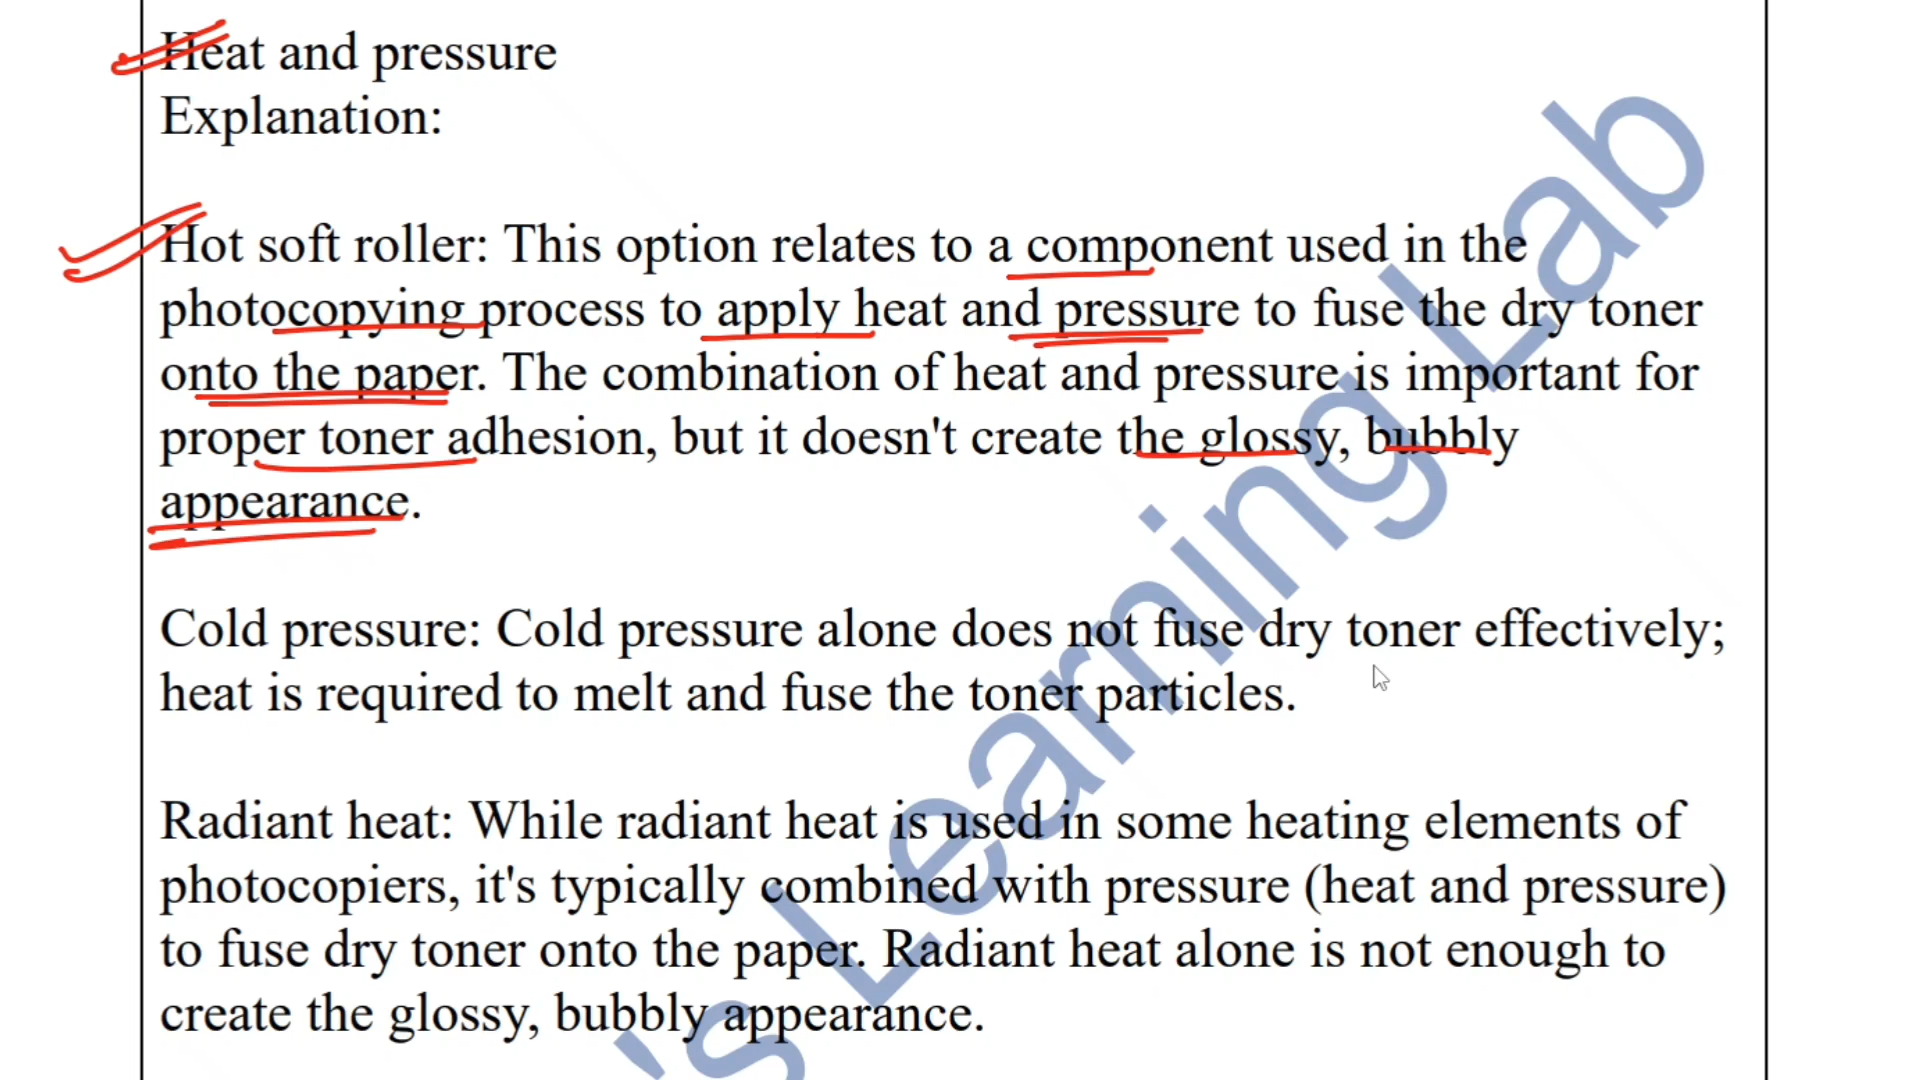 Heat and pressure
Explanation:
Hot soft roller: This option relates to a component used in the
photocopying process to apply heat and pressure to fuse the dry toner
onto the paper. The combination of heat and pressure is important for
proper toner adhesion, but it doesn't create the glossy, bubbly
appearance.
Cold pressure: Cold pressure alone does not fuse dry toner effectively;
heat is required to melt and fuse the toner particles.
Radiant heat: While radiant heat is used in some heating elements of
photocopiers, it's typically combined with pressure (heat and pressure)
to fuse dry toner onto the paper. Radiant heat alone is not enough to
create the glossy, bubbly appearance.
's Learning Lab